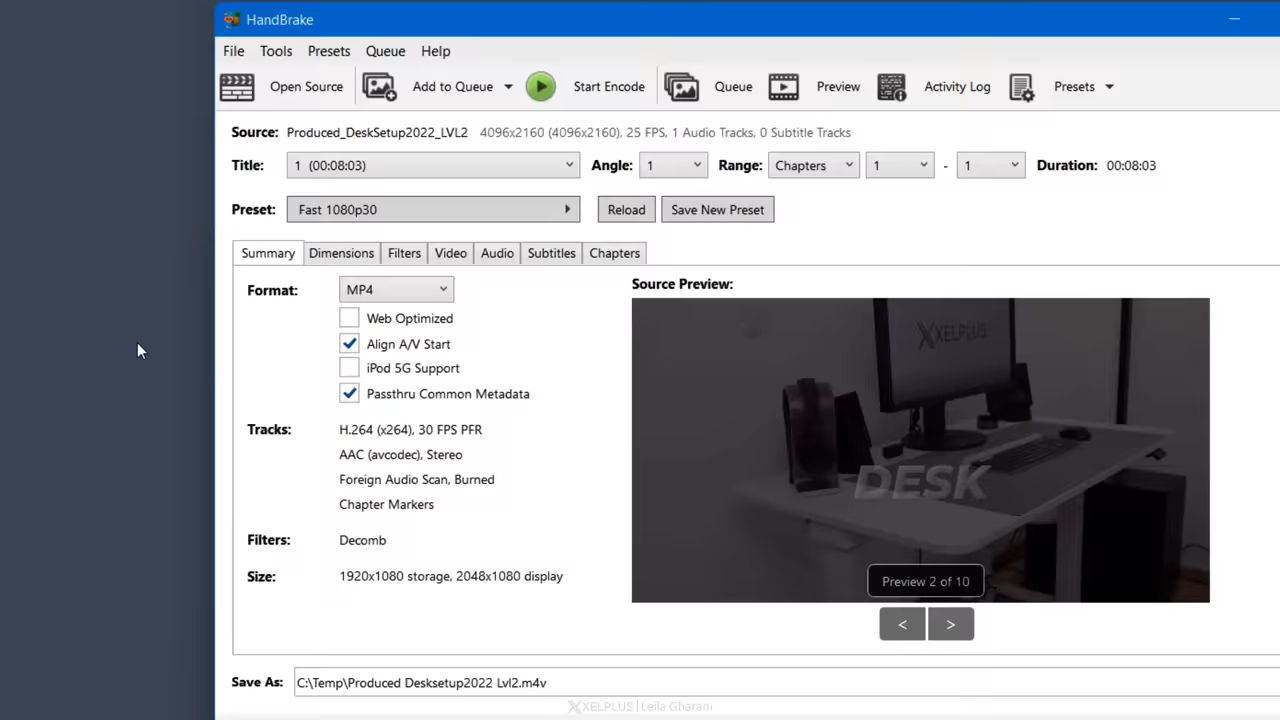 HandBrake
File Tools Presets Queue Help
Open Source Add to Queue Start Encode Queue Preview Activity Log Presets
Source: Produced_DeskSetup2022_LVL2 4096x2160 (4096x2160), 25 FPS, 1 Audio Tracks, 0 Subtitle Tracks
Title: 1 (00:08:03) Angle: 1 Range: Chapters 1 - 1 Duration: 00:08:03
Preset: Fast 1080p30 Reload Save New Preset
Summary Dimensions Filters Video Audio Subtitles Chapters
Format: MP4
Source Preview:
Web Optimized
Align A/V Start
iPod 5G Support
Passthru Common Metadata
Tracks: H.264 (x264), 30 FPS PFR
AAC (avcodec), Stereo
Foreign Audio Scan, Burned
Chapter Markers
Filters: Decomb
Size: 1920x1080 storage, 2048x1080 display
XELPLUS
DESK
Preview 2 of 10
< >
Save As: C:\Temp\Produced Desksetup2022 Lvl2.m4v
XELPLUS | Leila Gharani